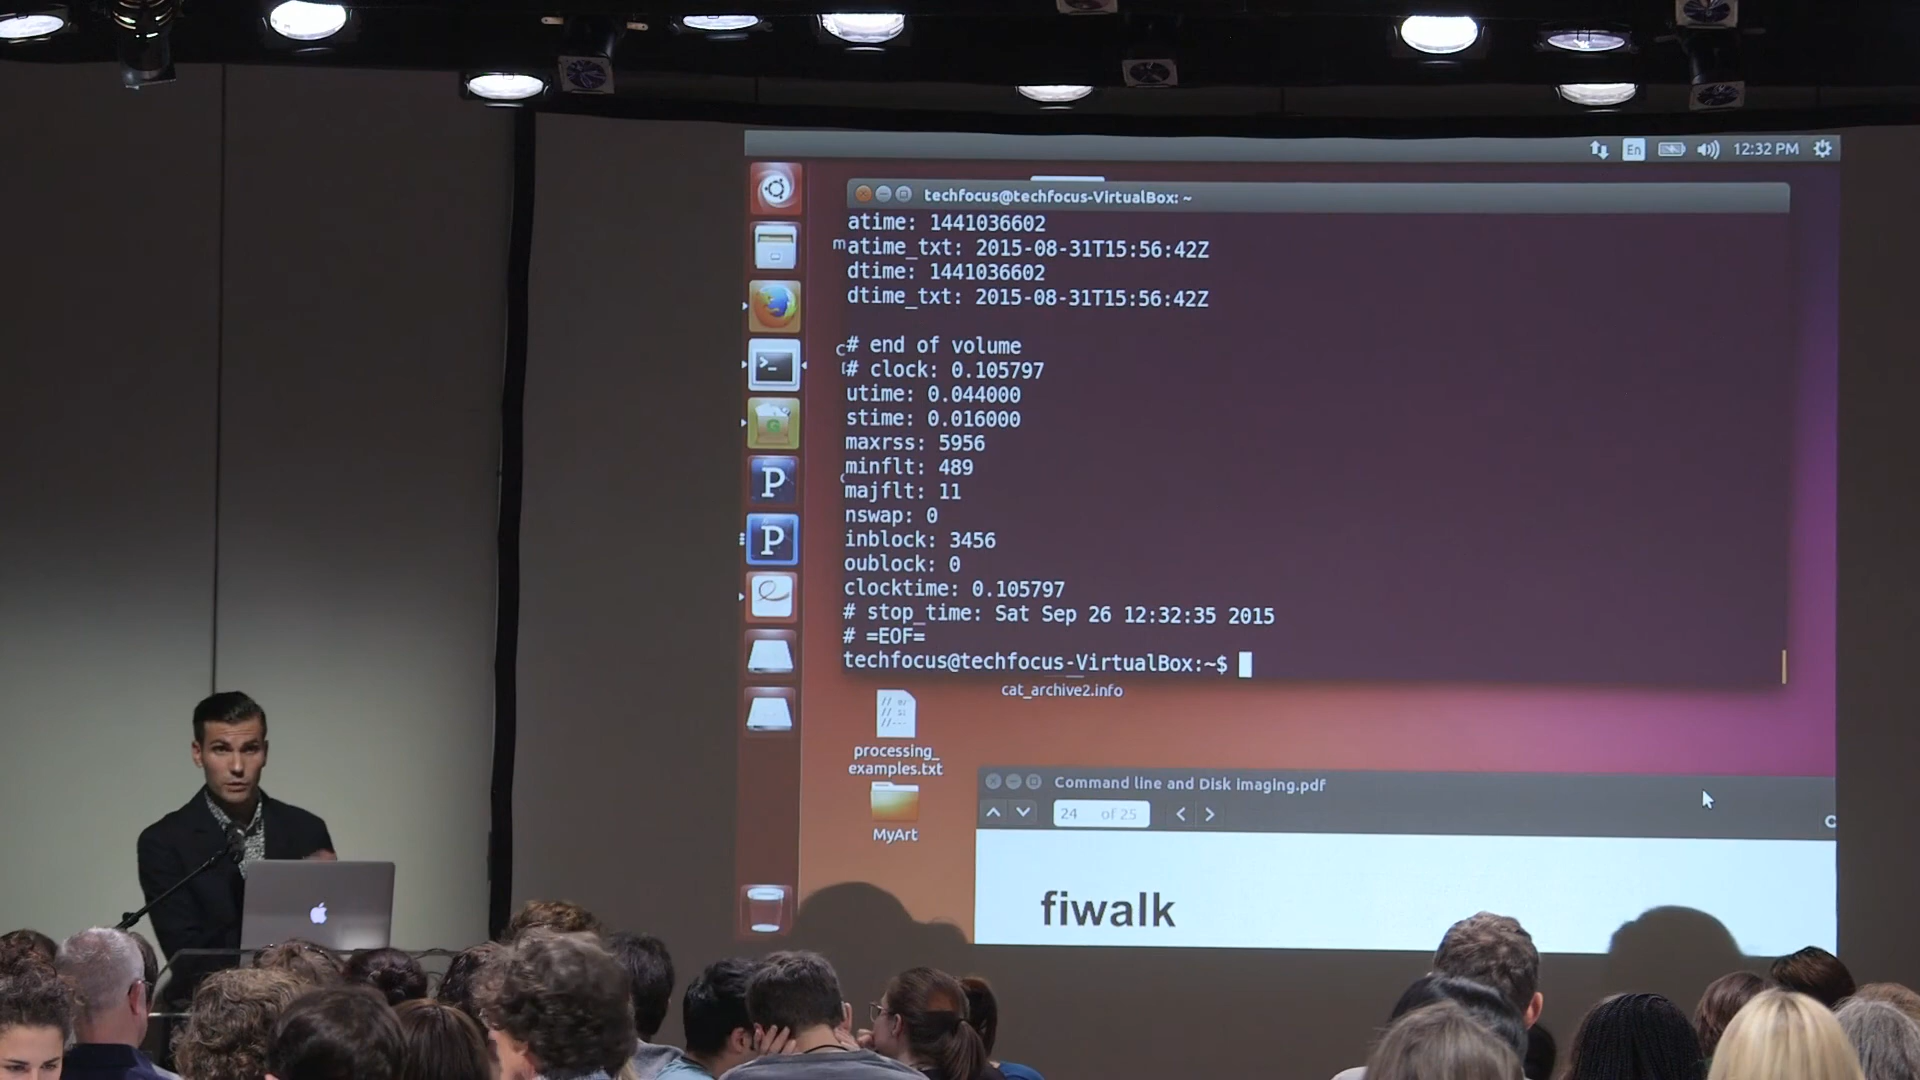 En 12:32 PM
techfocus@techfocus-VirtualBox: ~
atime: 1441036602
atime_txt: 2015-08-31T15:56:42Z
dtime: 1441036602
dtime_txt: 2015-08-31T15:56:42Z
# end of volume
# clock: 0.105797
utime: 0.044000
stime: 0.016000
maxrss: 5956
minflt: 489
majflt: 11
nswap: 0
inblock: 3456
oublock: 0
clocktime: 0.105797
# stop_time: Sat Sep 26 12:32:35 2015
# =EOF=
techfocus@techfocus-VirtualBox:~$
cat_archive2.info
processing_
examples.txt
MyArt
Command line and Disk imaging.pdf
24 of 25
fiwalk